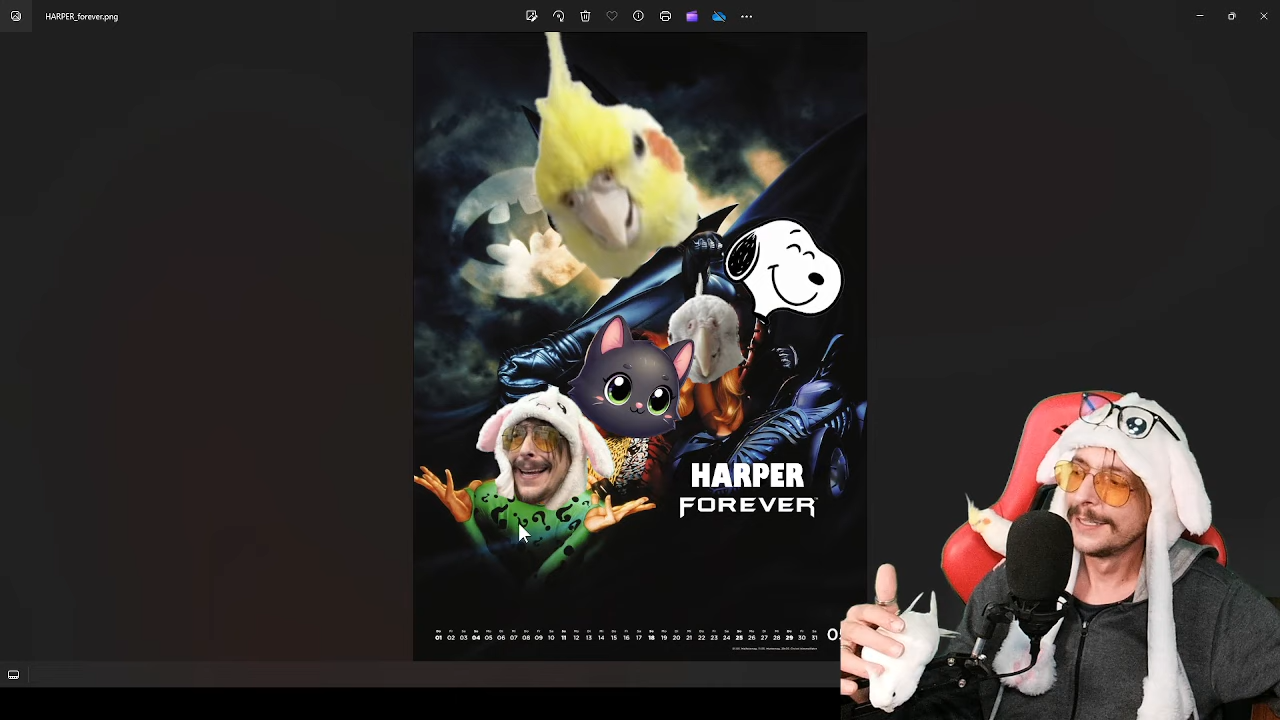 HARPER_forever.png
HARPER
FOREVER™
01 02 03 04 05 06 07 08 09 10 11 12 13 14 15 16 17 18 19 20 21 22 23 24 25 26 27 28 29 30 31